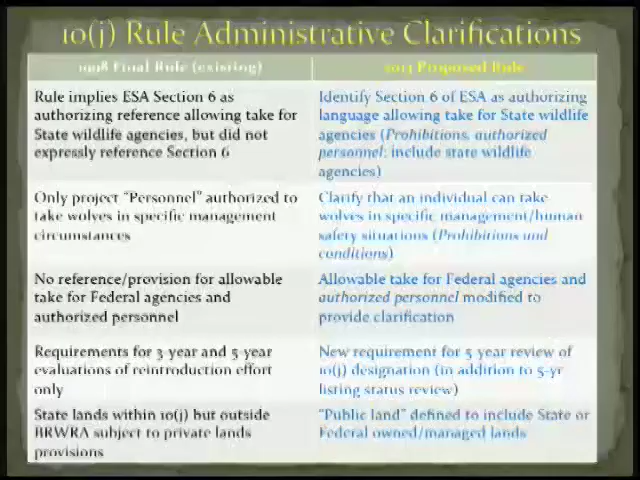 10(j) Rule Administrative Clarifications
1998 Final Rule (existing)
2013 Proposed Rule
Rule implies ESA Section 6 as
authorizing reference allowing take for
State wildlife agencies, but did not
expressly reference Section 6
Identify Section 6 of ESA as authorizing
language allowing take for State wildlife
agencies (Prohibitions, authorized
personnel: include state wildlife
agencies)
Only project “Personnel” authorized to
take wolves in specific management
circumstances
Clarify that an individual can take
wolves in specific management/human
safety situations (Prohibitions and
conditions)
No reference/provision for allowable
take for Federal agencies and
authorized personnel
Allowable take for Federal agencies and
authorized personnel modified to
provide clarification
Requirements for 3-year and 5-year
evaluations of reintroduction effort
only
New requirement for 5 year review of
10(j) designation (in addition to 5-yr
listing status review)
State lands within 10(j) but outside
BRWRA subject to private lands
provisions
“Public land” defined to include State or
Federal owned/managed lands